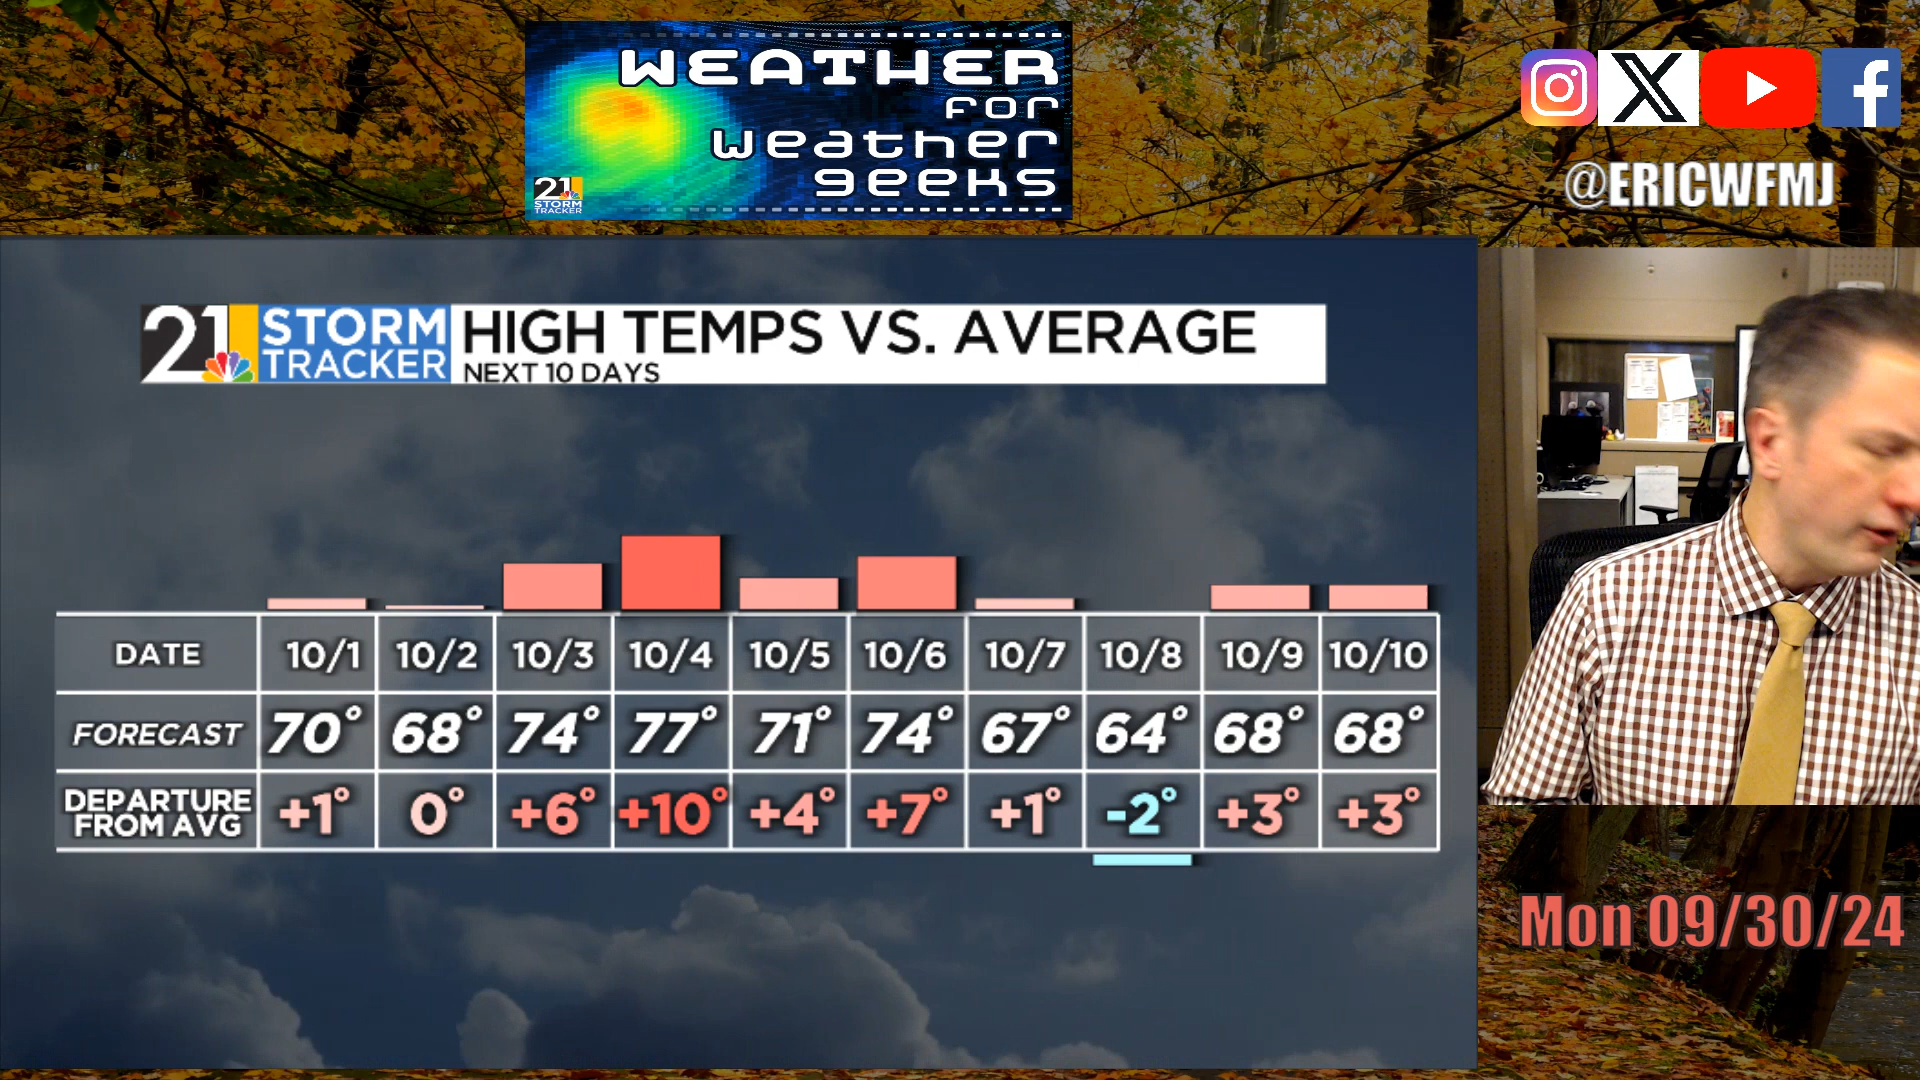 WEATHER
FOR
weather
geeks
21
STORM
TRACKER
@ERICWFMJ
21 STORM TRACKER
HIGH TEMPS VS. AVERAGE
NEXT 10 DAYS
DATE 10/1 10/2 10/3 10/4 10/5 10/6 10/7 10/8 10/9 10/10
FORECAST 70° 68° 74° 77° 71° 74° 67° 64° 68° 68°
DEPARTURE FROM AVG +1° 0° +6° +10° +4° +7° +1° -2° +3° +3°
Mon 09/30/24